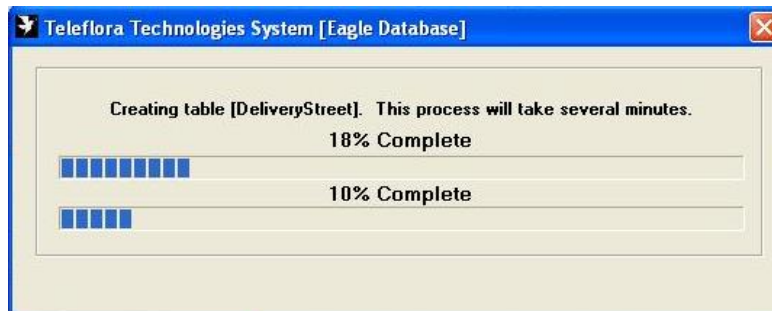 Teleflora Technologies System [Eagle Database]
Creating table [DeliveryStreet]. This process will take several minutes.
18% Complete
10% Complete